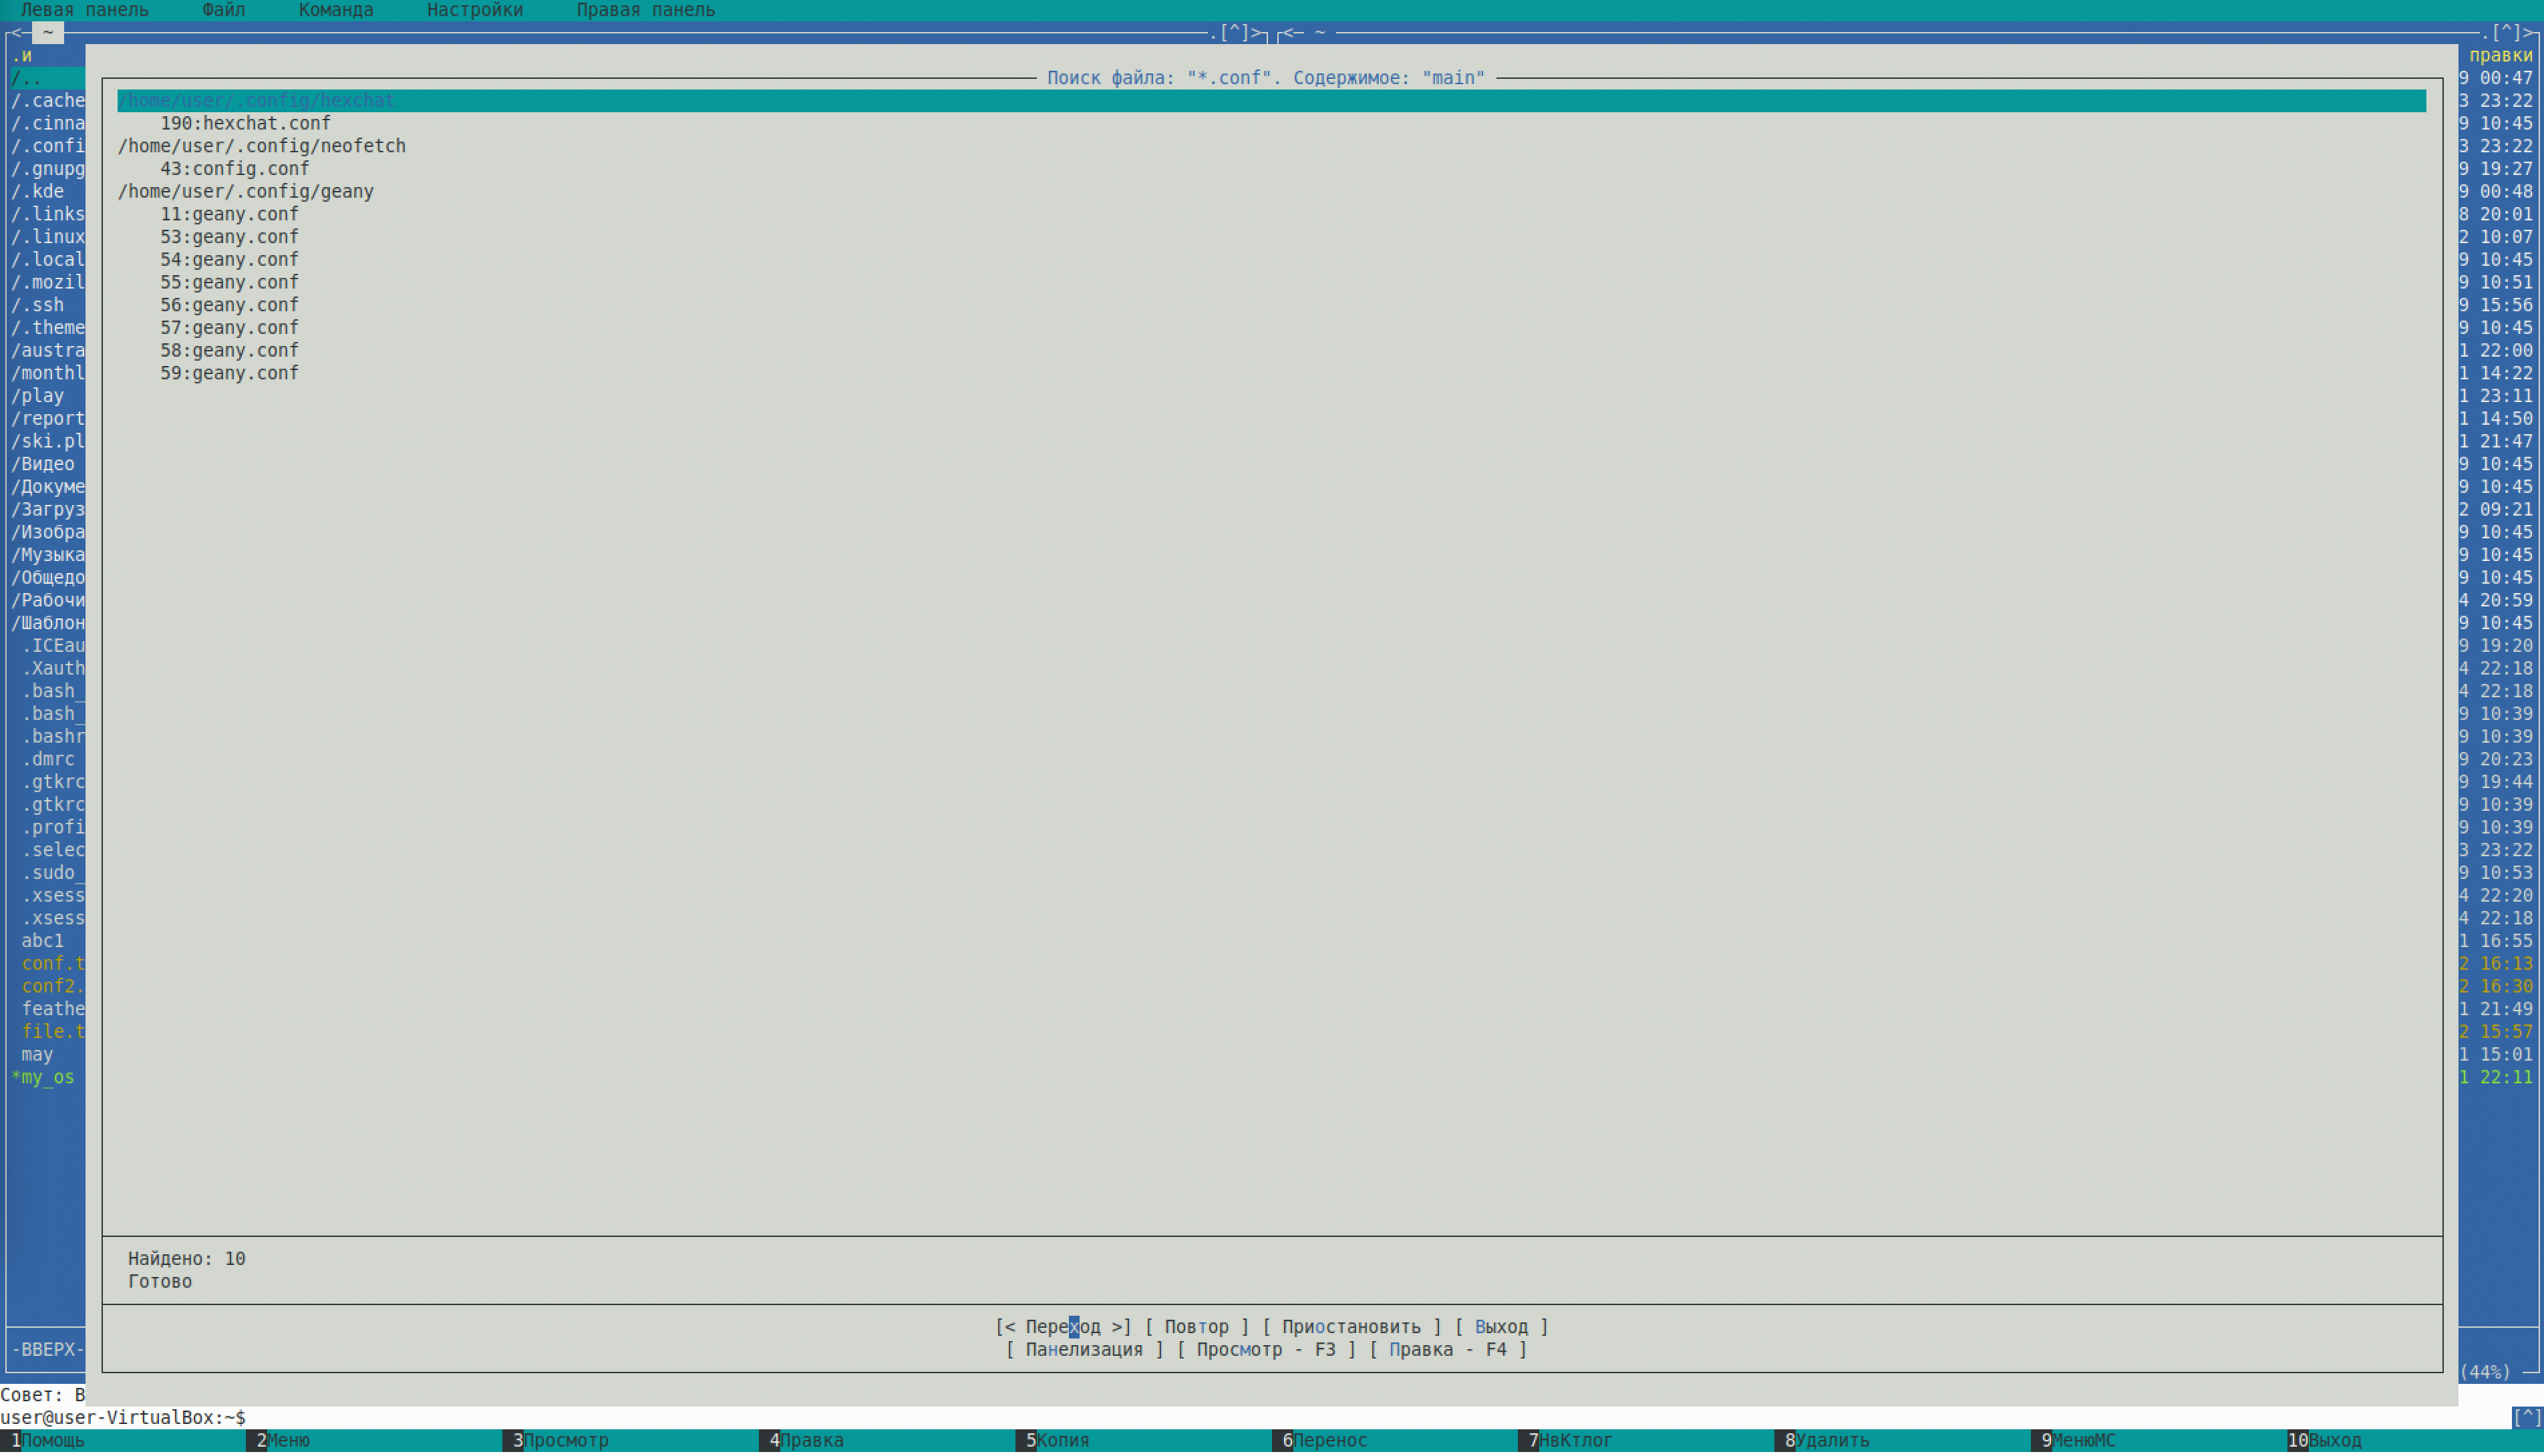 Левая панель Файл Команда Настройки Правая панель
<─ ~ .[^]> <─ ~ .[^]>
.и правки
/.. 9 00:47
Поиск файла: "*.conf". Содержимое: "main"
/.cache /home/user/.config/hexchat 3 23:22
/.cinna 190:hexchat.conf 9 10:45
/.confi /home/user/.config/neofetch 3 23:22
/.gnupg 43:config.conf 9 19:27
/.kde /home/user/.config/geany 9 00:48
/.links 11:geany.conf 8 20:01
/.linux 53:geany.conf 2 10:07
/.local 54:geany.conf 9 10:45
/.mozil 55:geany.conf 9 10:51
/.ssh 56:geany.conf 9 15:56
/.theme 57:geany.conf 9 10:45
/austra 58:geany.conf 1 22:00
/monthl 59:geany.conf 1 14:22
/play 1 23:11
/report 1 14:50
/ski.pl 1 21:47
/Видео 9 10:45
/Докуме 9 10:45
/Загруз 2 09:21
/Изобра 9 10:45
/Музыка 9 10:45
/Общедо 9 10:45
/Рабочи 4 20:59
/Шаблон 9 10:45
.ICEau 9 19:20
.Xauth 4 22:18
.bash_ 4 22:18
.bash_ 9 10:39
.bashr 9 10:39
.dmrc 9 20:23
.gtkrc 9 19:44
.gtkrc 9 10:39
.profi 9 10:39
.selec 3 23:22
.sudo_ 9 10:53
.xsess 4 22:20
.xsess 4 22:18
abc1 1 16:55
conf.t 2 16:13
conf2. 2 16:30
feathe 1 21:49
file.t 2 15:57
may 1 15:01
*my_os 1 22:11
Найдено: 10
Готово
[< Переход >] [ Повтор ] [ Приостановить ] [ Выход ]
-ВВЕРХ- [ Панелизация ] [ Просмотр - F3 ] [ Правка - F4 ]
(44%)
Совет: В
user@user-VirtualBox:~$ [^]
1Помощь 2Меню 3Просмотр 4Правка 5Копия 6Перенос 7НвКтлог 8Удалить 9МенюМС 10Выход